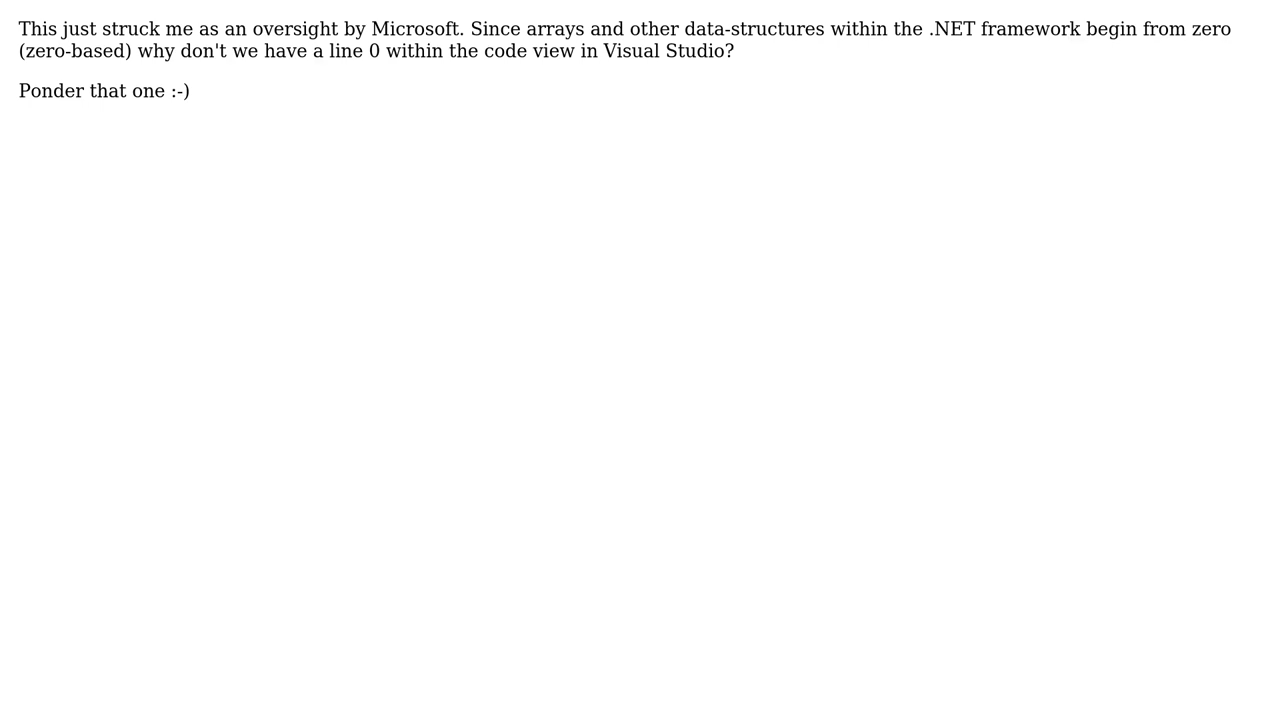 This just struck me as an oversight by Microsoft. Since arrays and other data-structures within the .NET framework begin from zero
(zero-based) why don't we have a line 0 within the code view in Visual Studio?
Ponder that one :-)